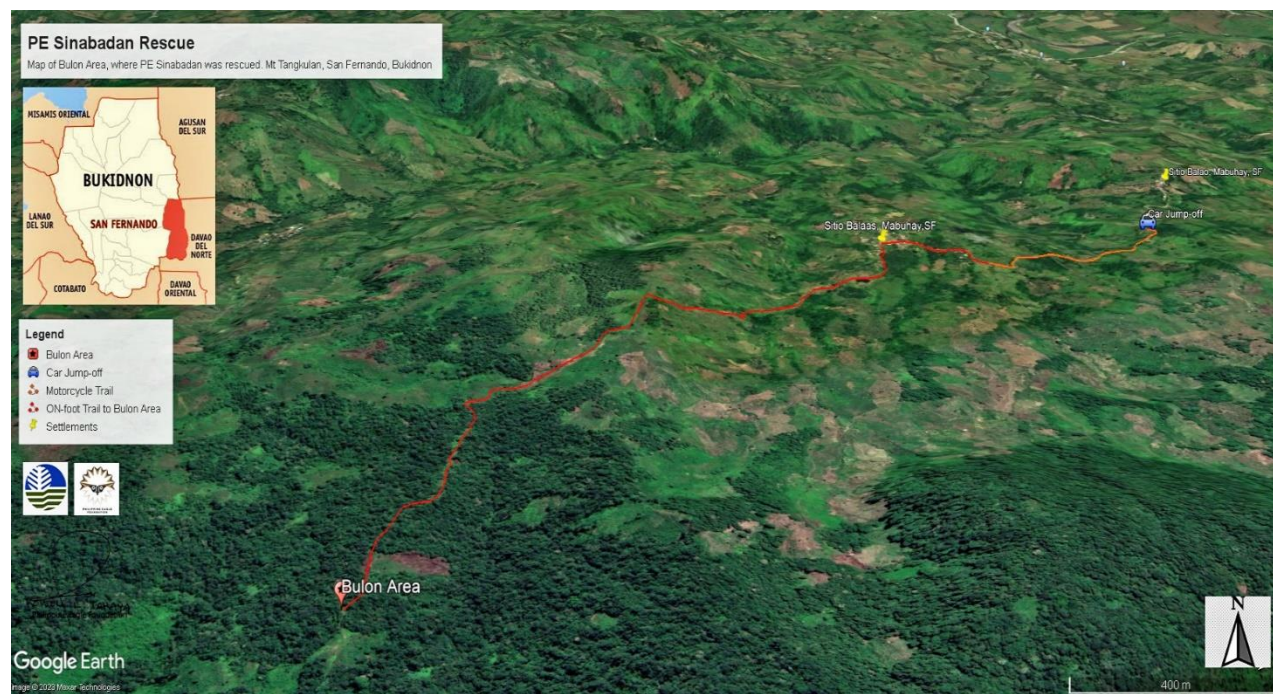 PE Sinabadan Rescue
Map of Bulon Area, where PE Sinabadan was rescued. Mt Tangkulan, San Fernando, Bukidnon
MISAMIS ORIENTAL
AGUSAN
DEL SUR
BUKIDNON
LANAO
DEL SUR
SAN FERNANDO
DAVAO
DEL
NORTE
COTABATO
DAVAO
ORIENTAL
Sitio Balao, Mabuhay, SF
Car Jump-off
Sitio Balaas, Mabuhay,SF
Legend
Bulon Area
Car Jump-off
Motorcycle Trail
ON-foot Trail to Bulon Area
Settlements
Bulon Area
N
Google Earth
Image © 2023 Maxar Technologies
400 m